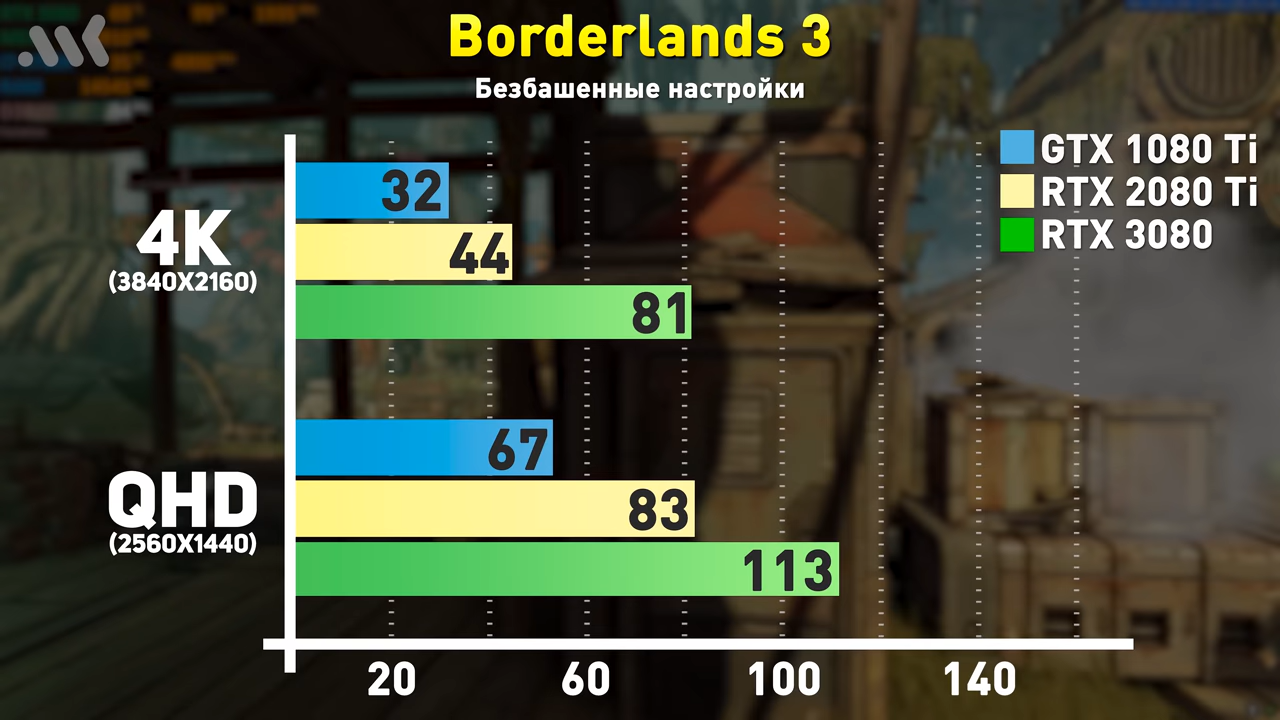 Borderlands 3
Безбашенные настройки
GTX 1080 Ti
RTX 2080 Ti
RTX 3080
4K
(3840X2160)
32
44
81
QHD
(2560X1440)
67
83
113
20 60 100 140